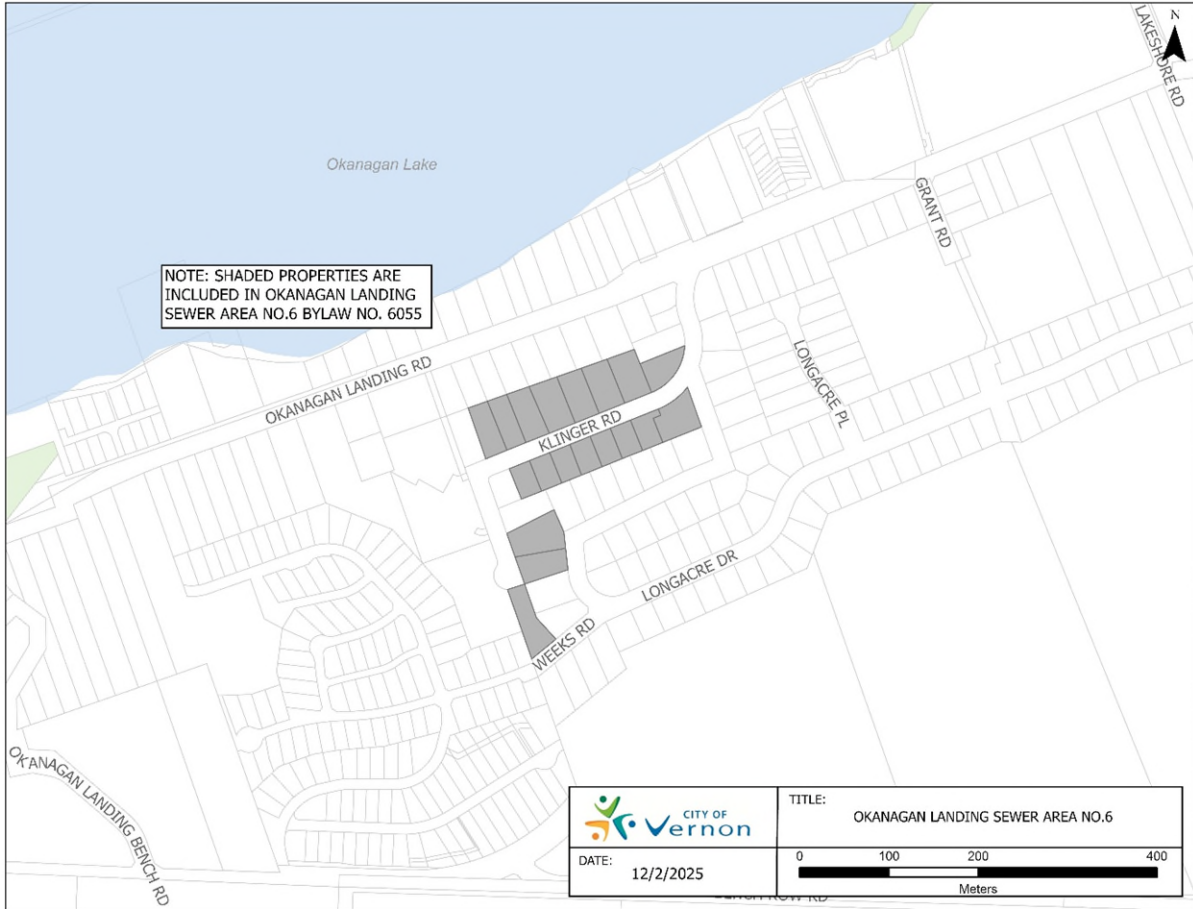 N
LAKESHORE RD
Okanagan Lake
GRANT RD
NOTE: SHADED PROPERTIES ARE
INCLUDED IN OKANAGAN LANDING
SEWER AREA NO.6 BYLAW NO. 6055
OKANAGAN LANDING RD
LONGACRE PL
KLINGER RD
LONGACRE DR
WEEKS RD
OKANAGAN LANDING BENCH RD
CITY OF
Vernon
TITLE:
OKANAGAN LANDING SEWER AREA NO.6
DATE:
12/2/2025
0 100 200 400
Meters